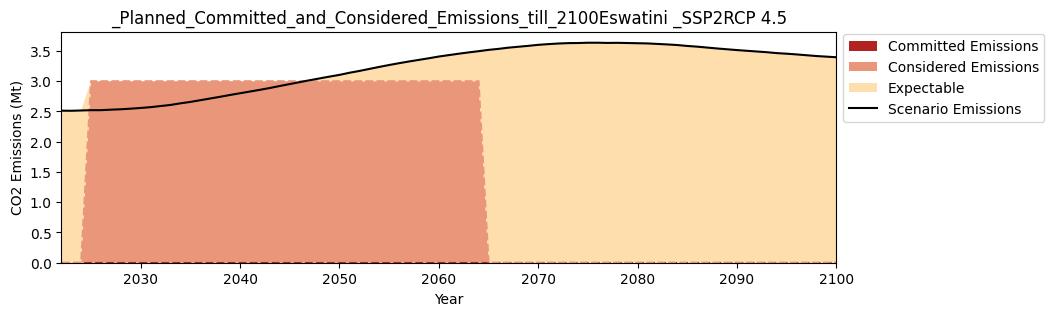 _Planned_Committed_and_Considered_Emissions_till_2100Eswatini _SSP2RCP 4.5
CO2 Emissions (Mt)
3.5
3.0
2.5
2.0
1.5
1.0
0.5
0.0
2030 2040 2050 2060 2070 2080 2090 2100
Year
Committed Emissions
Considered Emissions
Expectable
Scenario Emissions